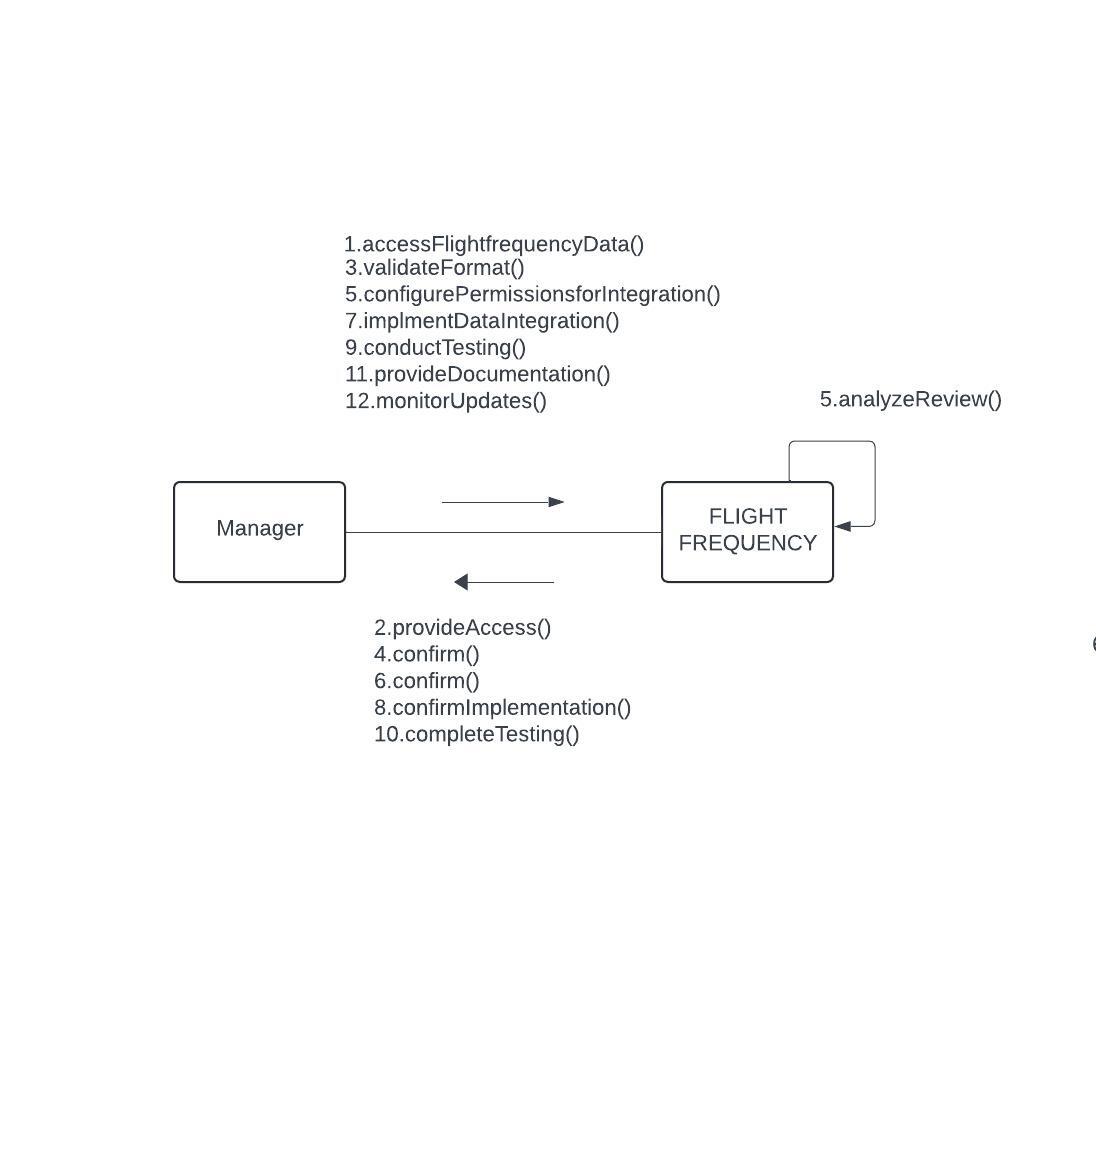 1.accessFlightfrequencyData()
3.validateFormat()
5.configurePermissionsforIntegration()
7.implmentDataIntegration()
9.conductTesting()
11.provideDocumentation()
12.monitorUpdates()
5.analyzeReview()
Manager
FLIGHT
FREQUENCY
2.provideAccess()
4.confirm()
6.confirm()
8.confirmImplementation()
10.completeTesting()